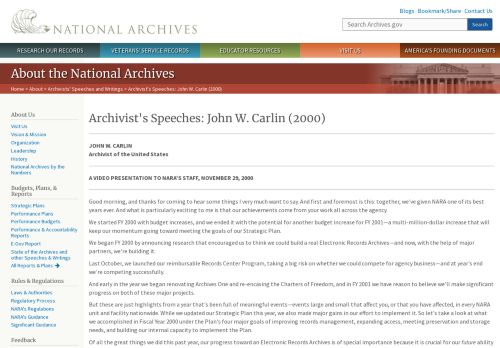 Blogs · Bookmark/Share · Contact Us
NATIONAL ARCHIVES
Search Archives.gov
Search
RESEARCH OUR RECORDS
VETERANS' SERVICE RECORDS
EDUCATOR RESOURCES
VISIT US
AMERICA'S FOUNDING DOCUMENTS
About the National Archives
Home > About > Archivists' Speeches and Writings > Archivist's Speeches: John W. Carlin (2000)
About Us
Visit Us
Vision & Mission
Organization
Leadership
History
National Archives by the
Numbers
Budgets, Plans, &
Reports
Strategic Plans
Performance Plans
Performance Budgets
Performance & Accountability
Reports
E-Gov Report
State of the Archives and
other Speeches & Writings
All Reports & Plans
Rules & Regulations
Laws & Authorities
Regulatory Process
NARA's Regulations
NARA's Guidance
Significant Guidance
Feedback
Archivist's Speeches: John W. Carlin (2000)
JOHN W. CARLIN
Archivist of the United States
A VIDEO PRESENTATION TO NARA'S STAFF, NOVEMBER 29, 2000
Good morning, and thanks for coming to hear some things I very much want to say. And first and foremost is this: together, we've given NARA one of its best
years ever. And what is particularly exciting to me is that our achievements come from your work all across the agency.
We started FY 2000 with budget increases, and we ended it with the potential for another budget increase for FY 2001—a multi-million-dollar increase that will
keep our momentum going toward meeting the goals of our Strategic Plan.
We began FY 2000 by announcing research that encouraged us to think we could build a real Electronic Records Archives—and now, with the help of major
partners, we're building it.
Last October, we launched our reimbursable Records Center Program, taking a big risk on whether we could compete for agency business—and at year's end
we're competing successfully.
And early in the year we began renovating Archives One and re-encasing the Charters of Freedom, and in FY 2001 we have reason to believe we'll make significant
progress on both of these major projects.
But these are just highlights from a year that's been full of meaningful events—events large and small that affect you, or that you have affected, in every NARA
unit and facility nationwide. While we updated our Strategic Plan this year, we also made major gains in our effort to implement it. So let's take a look at what
we accomplished in Fiscal Year 2000 under the Plan's four major goals of improving records management, expanding access, meeting preservation and storage
needs, and building our internal capacity to implement the Plan.
Of all the great things we did this past year, our progress toward an Electronic Records Archives is of special importance because it is crucial for our future ability